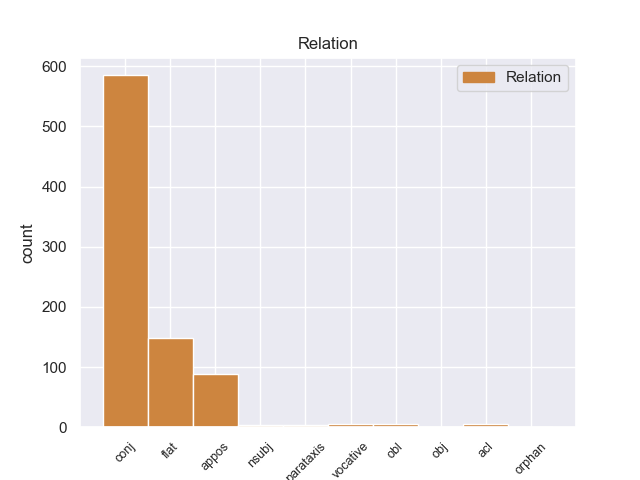 Relation
Relation
600
500
400
300
200
100
0
count
conj
flat
appos
nsubj
parataxis
vocative
obl
obj
acl
orphan